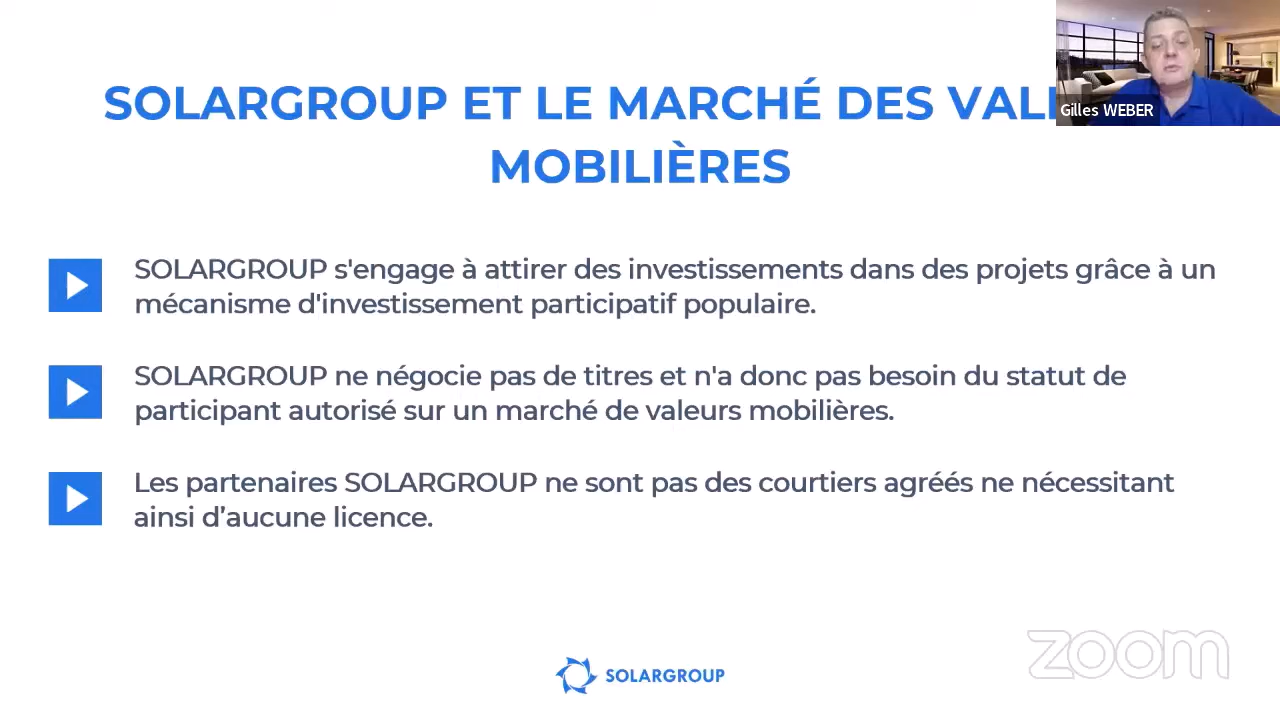 SOLARGROUP ET LE MARCHÉ DES VAL
MOBILIÈRES
Gilles WEBER
SOLARGROUP s'engage à attirer des investissements dans des projets grâce à un
mécanisme d'investissement participatif populaire.
SOLARGROUP ne négocie pas de titres et n'a donc pas besoin du statut de
participant autorisé sur un marché de valeurs mobilières.
Les partenaires SOLARGROUP ne sont pas des courtiers agréés ne nécessitant
ainsi d’aucune licence.
zoom
SOLARGROUP